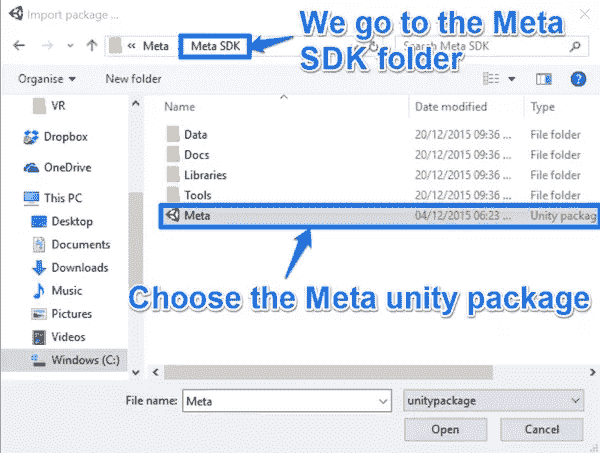 Import package ...
We go to the Meta
SDK folder
« Meta Meta SDK Search Meta SDK
Organise New folder
Name Date modified Type
VR
Dropbox
OneDrive
This PC
Desktop
Documents
Downloads
Music
Pictures
Videos
Windows (C:)
Data 20/12/2015 09:36 ... File folder
Docs 20/12/2015 09:36 ... File folder
Libraries 20/12/2015 09:36 ... File folder
Tools 20/12/2015 09:36 ... File folder
Meta 04/12/2015 06:23 ... Unity packag
Choose the Meta unity package
File name: Meta unitypackage
Open Cancel